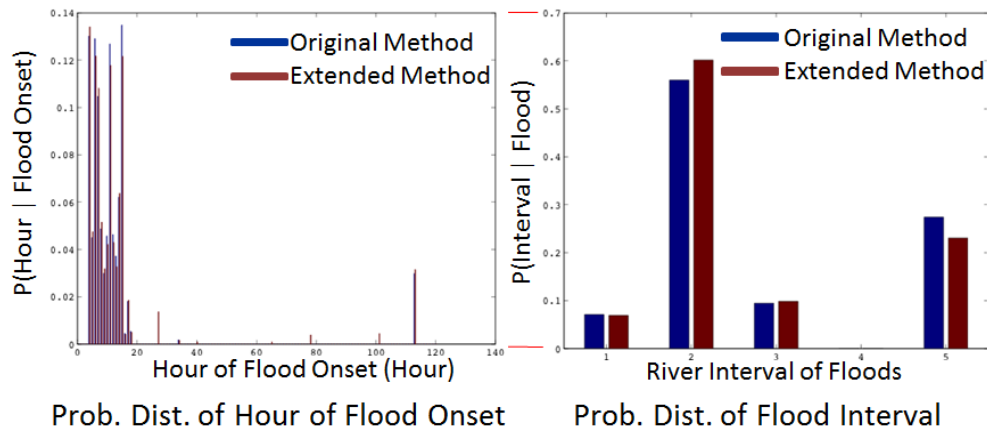 0.14
0.12
0.1
0.08
0.06
0.04
0.02
0
0
20
40
60
80
100
120
140
P(Hour | Flood Onset)
Original Method
Extended Method
Hour of Flood Onset (Hour)
Prob. Dist. of Hour of Flood Onset
0.7
0.6
0.5
0.4
0.3
0.2
0.1
0
1
2
3
4
5
P(Interval | Flood)
Original Method
Extended Method
River Interval of Floods
Prob. Dist. of Flood Interval